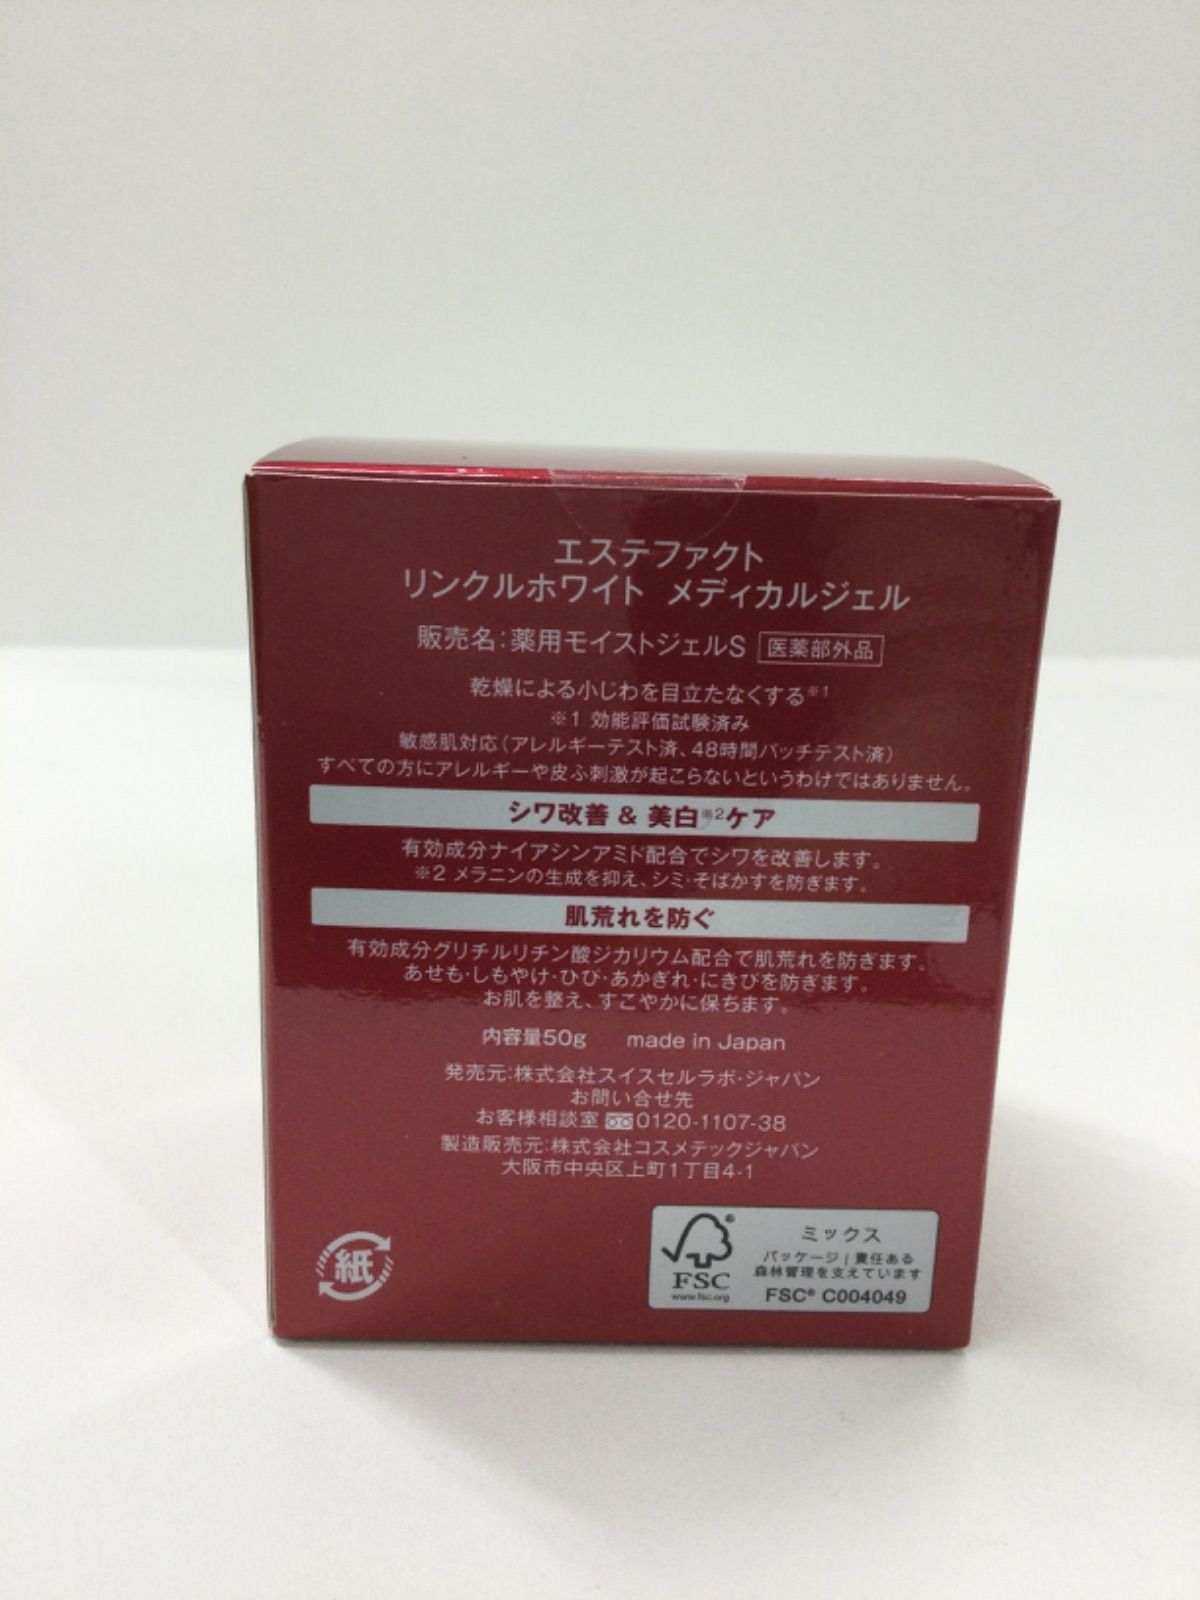 エステファクト
リンクルホワイト メディカルジェル
販売名:薬用モイストジェルS 医薬部外品
乾燥による小じわを目立たなくする※1
※1 効能評価試験済み
敏感肌対応(アレルギーテスト済、48時間パッチテスト済)
すべての方にアレルギーや皮ふ刺激が起こらないというわけではありません。
シワ改善 & 美白※2ケア
有効成分ナイアシンアミド配合でシワを改善します。
※2 メラニンの生成を抑え、シミ・そばかすを防ぎます。
肌荒れを防ぐ
有効成分グリチルリチン酸ジカリウム配合で肌荒れを防ぎます。
あせも・しもやけ・ひび・あかぎれ・にきびを防ぎます。
お肌を整え、すこやかに保ちます。
内容量50g made in Japan
発売元:株式会社スイスセルラボ・ジャパン
お問い合せ先
お客様相談室 0120-1107-38
製造販売元:株式会社コスメテックジャパン
大阪市中央区上町1丁目4-1
紙
FSC®
www.fsc.org
ミックス
パッケージ | 責任ある
森林管理を支えています
FSC® C004049